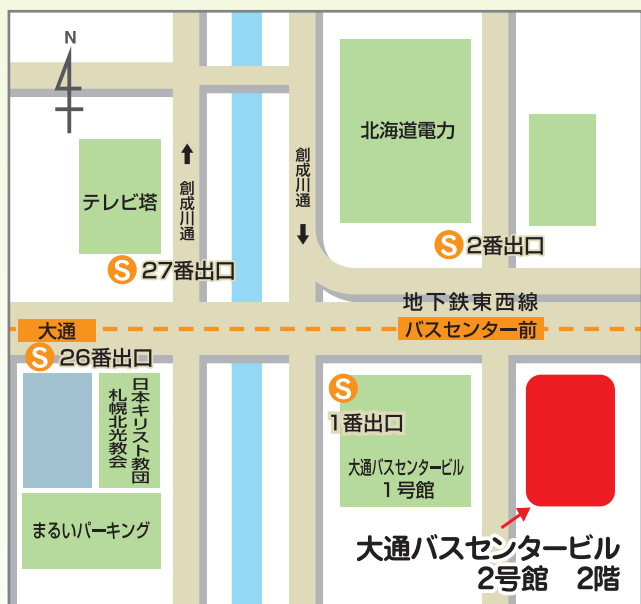 N
北海道電力
創成川通
創成川通
テレビ塔
S 2番出口
S 27番出口
地下鉄東西線
大通
バスセンター前
S 26番出口
日本キリスト教団
札幌北光教会
S
1番出口
大通バスセンタービル
1号館
まるいパーキング
大通バスセンタービル
2号館 2階